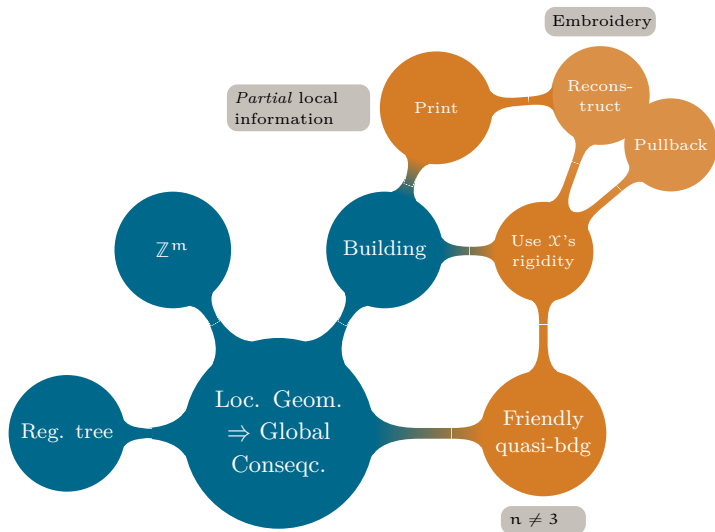 Embroidery
Partial local
information
Print
Recons-
truct
Pullback
ℤᵐ
Building
Use 𝔛's
rigidity
Reg. tree
Loc. Geom.
⇒ Global
Conseqc.
Friendly
quasi-bdg
n ≠ 3